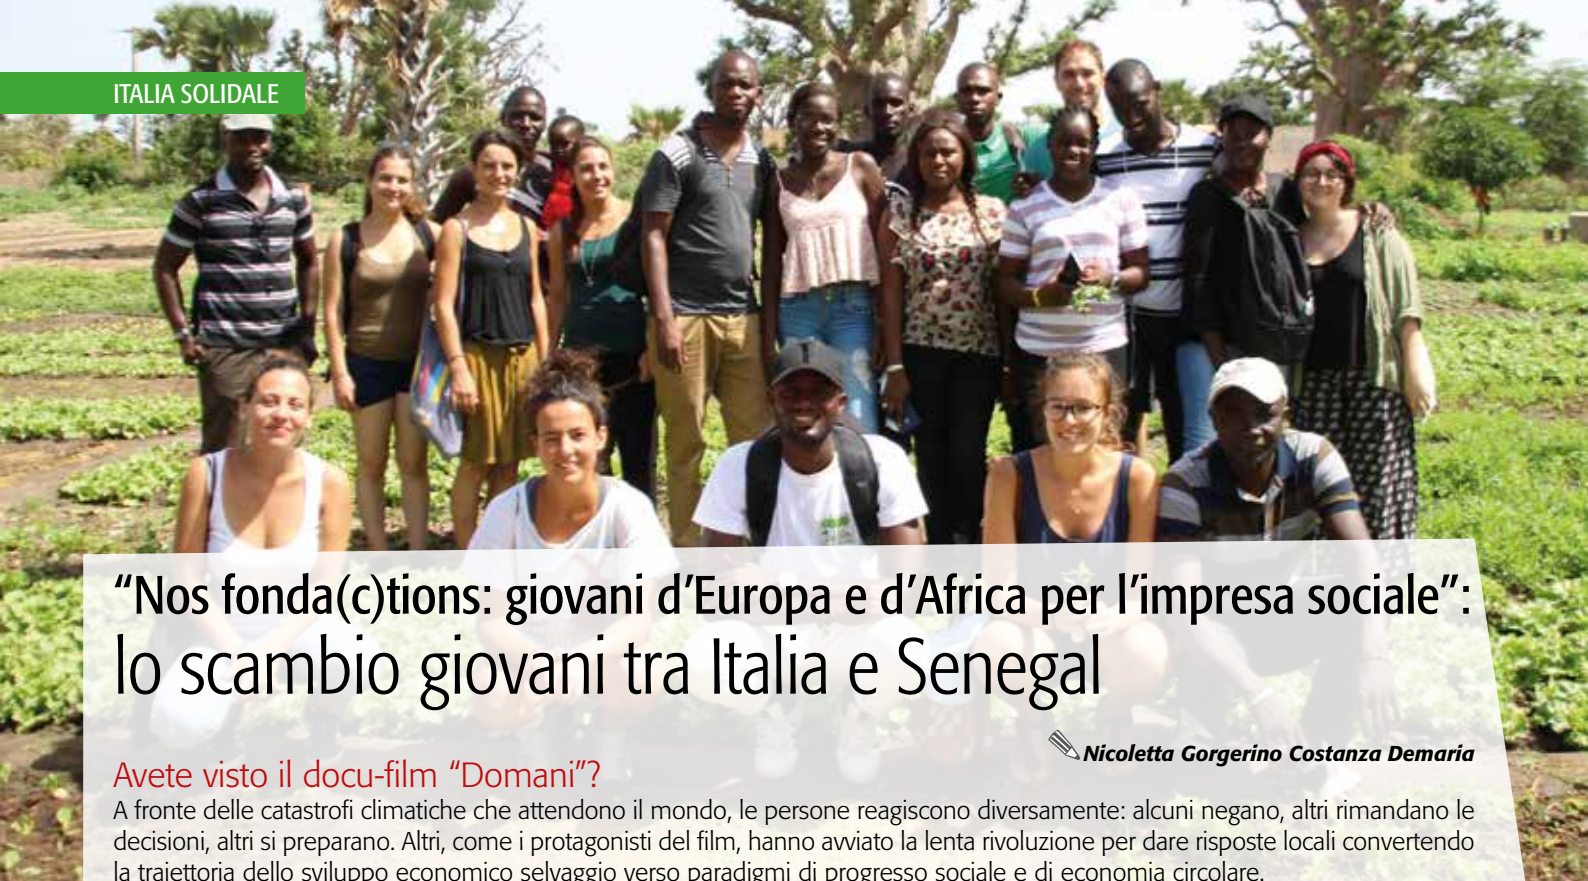 ITALIA SOLIDALE
“Nos fonda(c)tions: giovani d’Europa e d’Africa per l’impresa sociale”:
lo scambio giovani tra Italia e Senegal
Nicoletta Gorgerino Costanza Demaria
Avete visto il docu-film “Domani”?
A fronte delle catastrofi climatiche che attendono il mondo, le persone reagiscono diversamente: alcuni negano, altri rimandano le
decisioni, altri si preparano. Altri, come i protagonisti del film, hanno avviato la lenta rivoluzione per dare risposte locali convertendo
la traiettoria dello sviluppo economico selvaggio verso paradigmi di progresso sociale e di economia circolare.